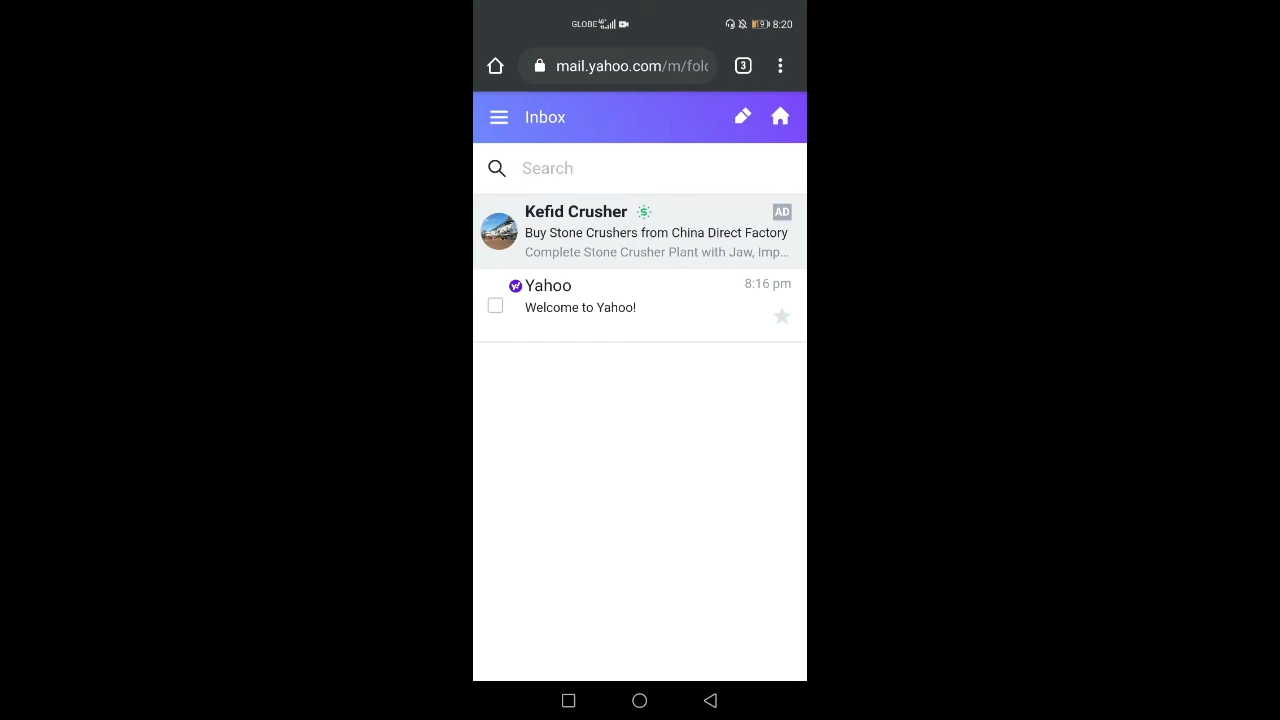 GLOBE 8:20
mail.yahoo.com/m/fold
3
Inbox
Search
Kefid Crusher AD
Buy Stone Crushers from China Direct Factory
Complete Stone Crusher Plant with Jaw, Imp...
Yahoo 8:16 pm
Welcome to Yahoo!